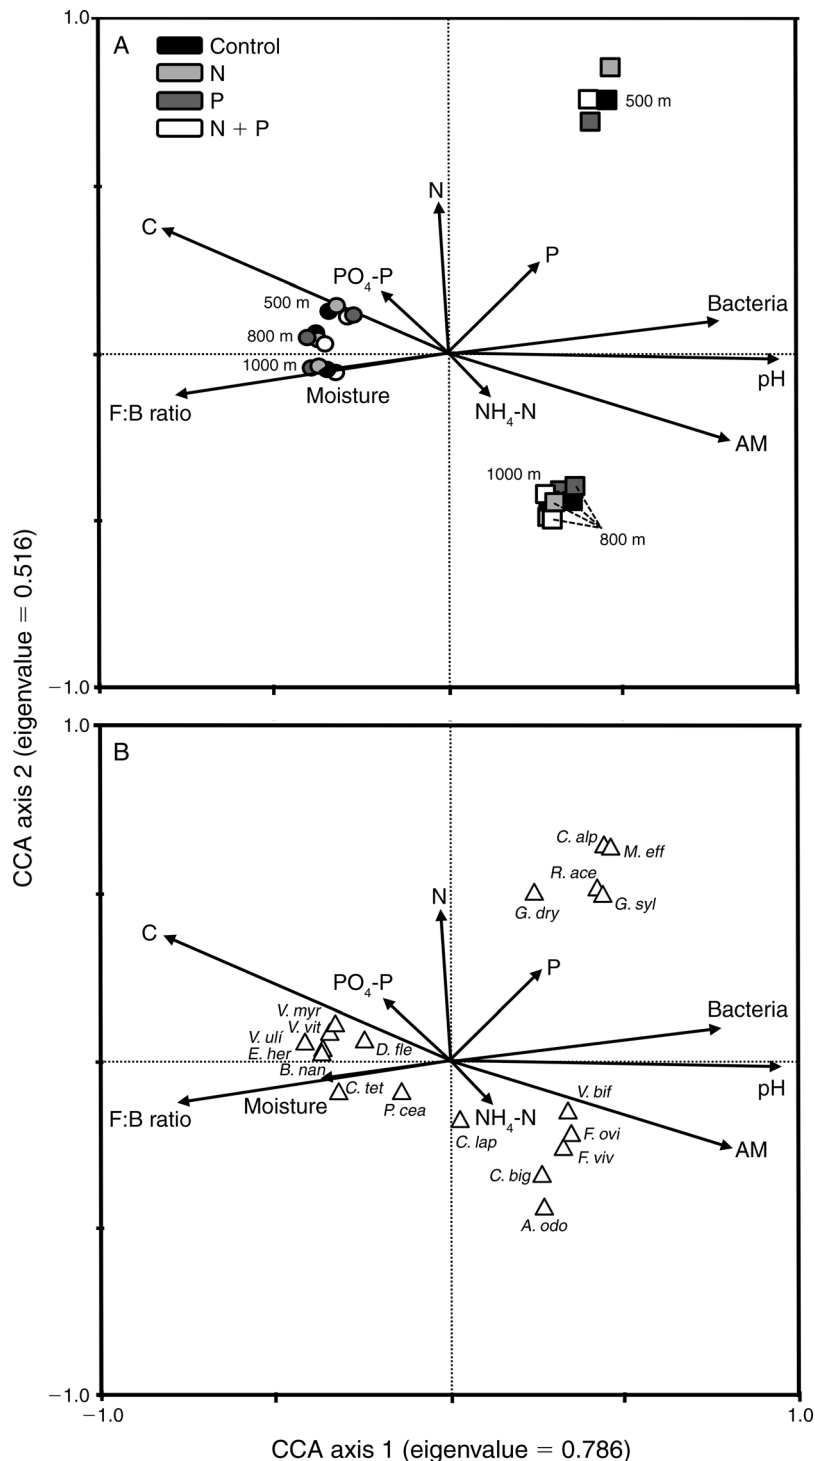 1.0
A
Control
N
P
N + P
500 m
N
C
P
PO4-P
500 m
Bacteria
800 m
1000 m
Moisture
pH
F:B ratio
NH4-N
AM
1000 m
800 m
−1.0
CCA axis 2 (eigenvalue = 0.516)
1.0
B
C. alp
M. eff
R. ace
G. syl
G. dry
N
C
P
PO4-P
V. myr
Bacteria
V. vit
V. uli
D. fle
E. her
B. nan
C. tet
V. bif
pH
Moisture
P. cea
F:B ratio
NH4-N
F. ovi
C. lap
F. viv
AM
C. big
A. odo
−1.0
−1.0
1.0
CCA axis 1 (eigenvalue = 0.786)